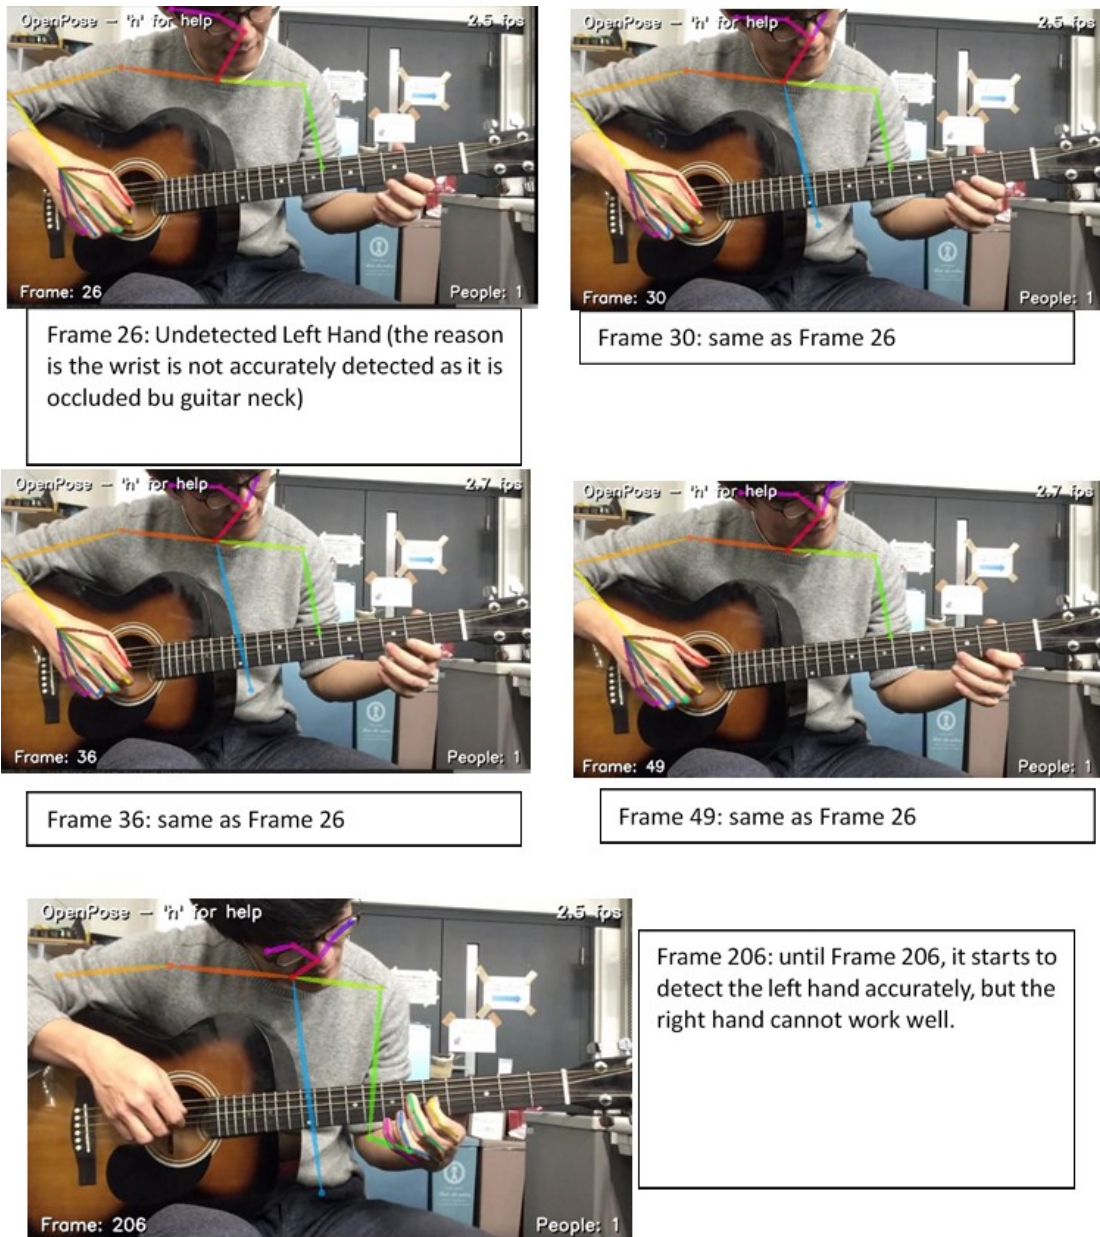 OpenPose - 'h' for help
2.5 fps
Frame: 26
People: 1
Frame 26: Undetected Left Hand (the reason
is the wrist is not accurately detected as it is
occluded bu guitar neck)
OpenPose - 'h' for help
2.5 fps
Frame: 30
People: 1
Frame 30: same as Frame 26
OpenPose - 'h' for help
2.7 fps
Frame: 36
People: 1
Frame 36: same as Frame 26
OpenPose - 'h' for help
2.7 fps
Frame: 49
People: 1
Frame 49: same as Frame 26
OpenPose - 'h' for help
2.5 fps
Frame: 206
People: 1
Frame 206: until Frame 206, it starts to
detect the left hand accurately, but the
right hand cannot work well.